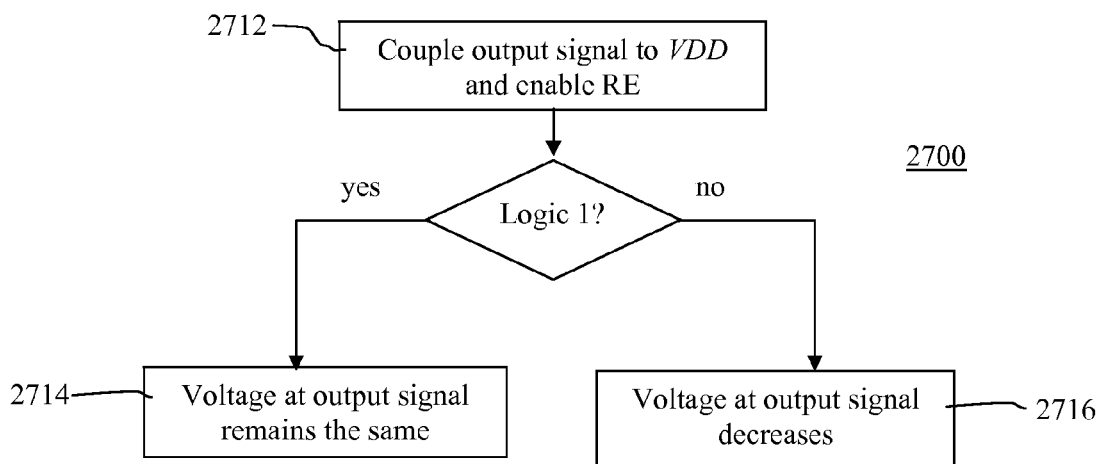 2712
Couple output signal to VDD
and enable RE
2700
yes
no
Logic 1?
2714
Voltage at output signal
remains the same
Voltage at output signal
decreases
2716